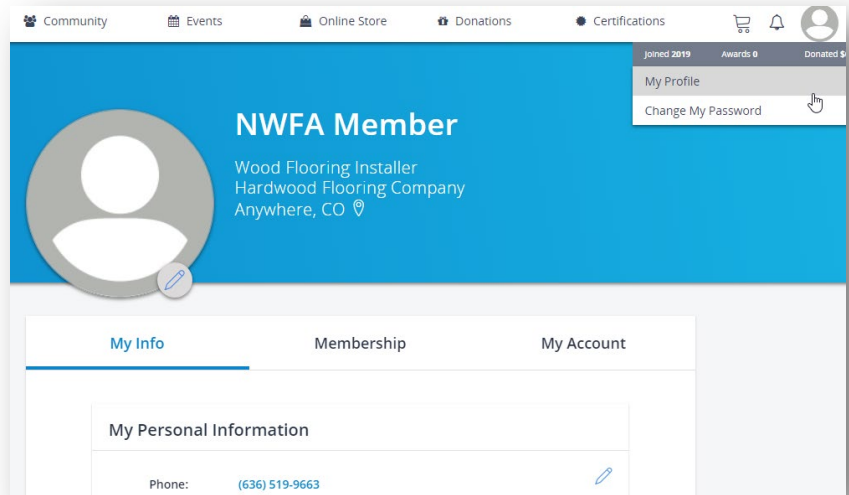 Community Events Online Store Donations Certifications
Joined 2019 Awards 0 Donated
My Profile
Change My Password
NWFA Member
Wood Flooring Installer
Hardwood Flooring Company
Anywhere, CO
My Info Membership My Account
My Personal Information
Phone: (636) 519-9663